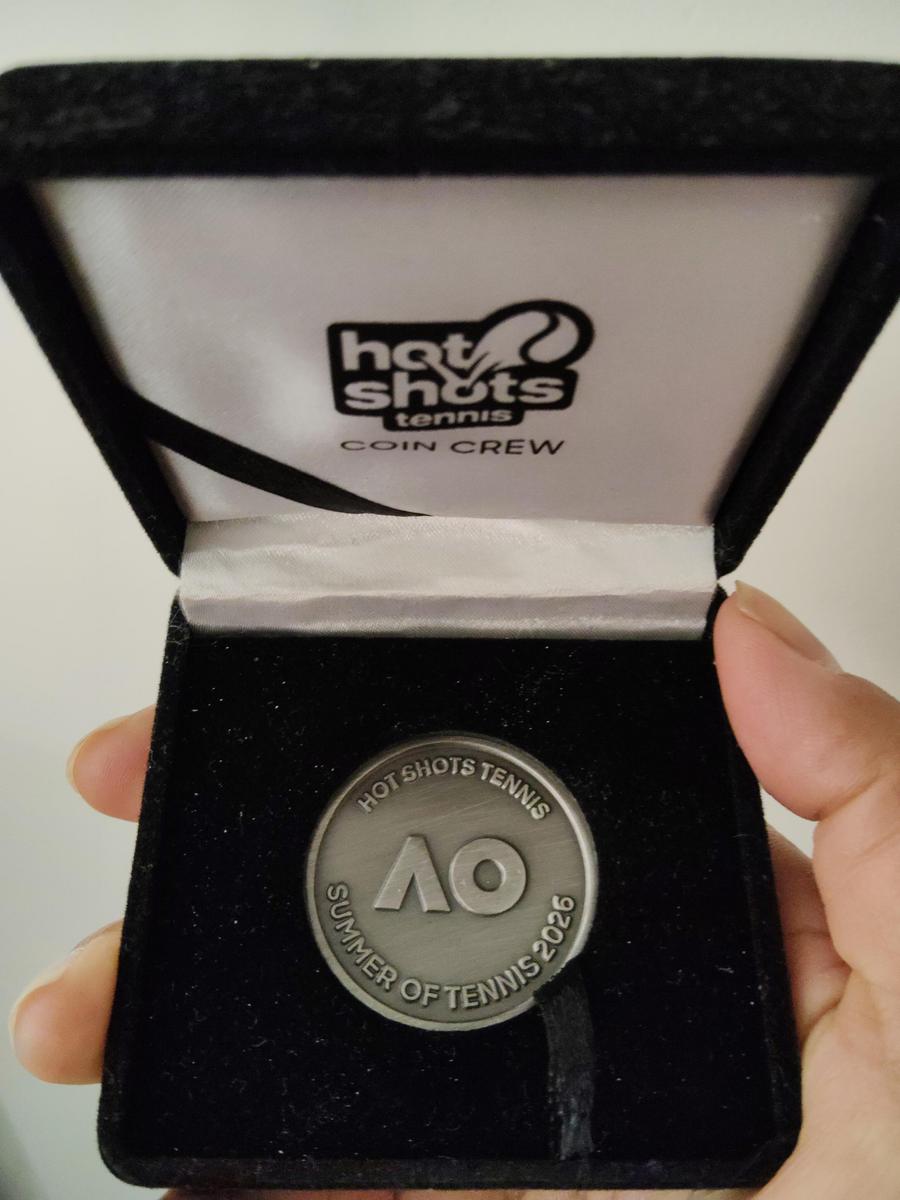 hot
shots
tennis
COIN CREW
HOT SHOTS TENNIS
AO
SUMMER OF TENNIS 2026